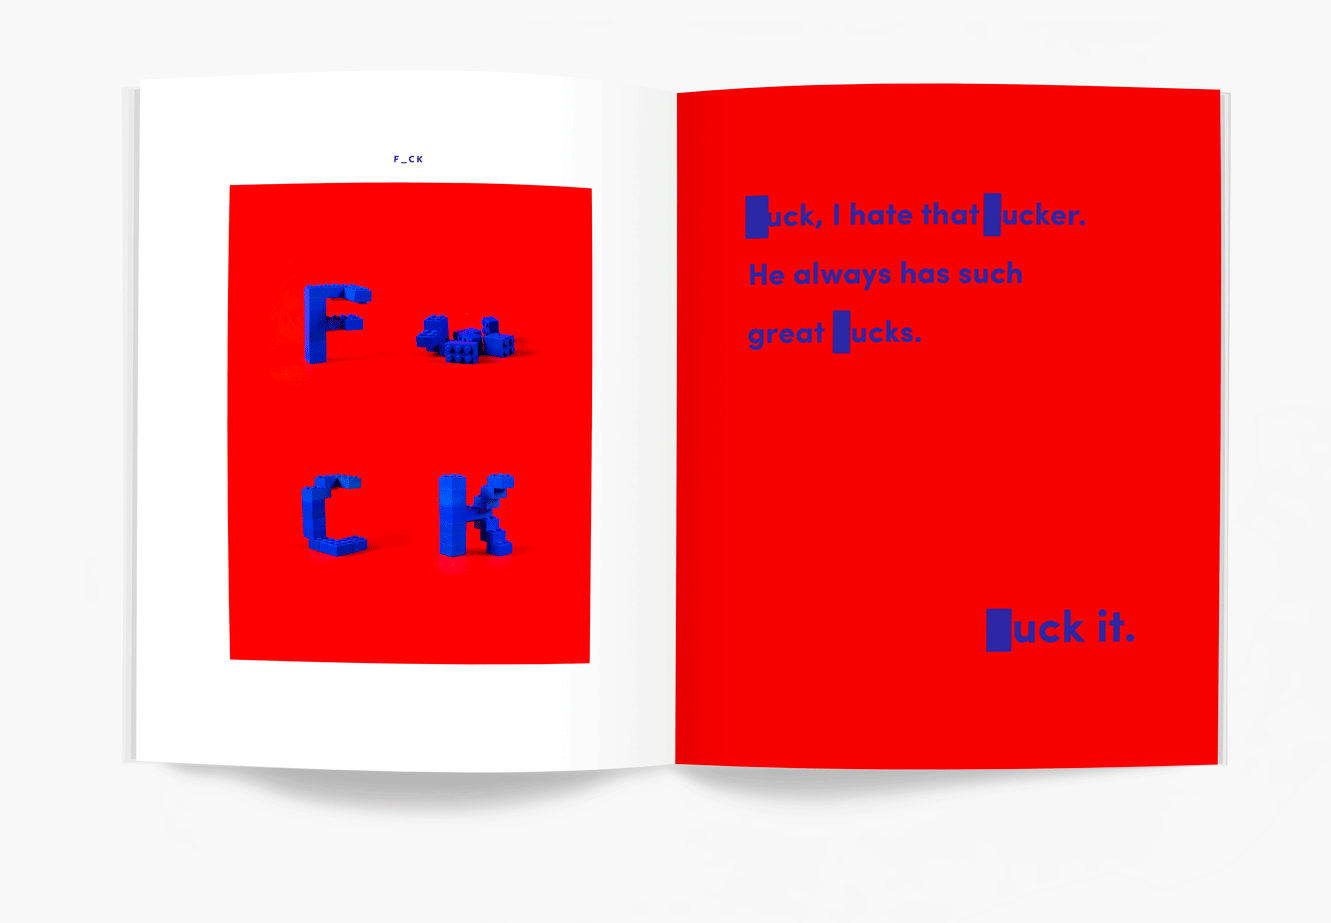 F_CK
F
C K
█uck, I hate that █ucker.
He always has such
great █ucks.
█uck it.